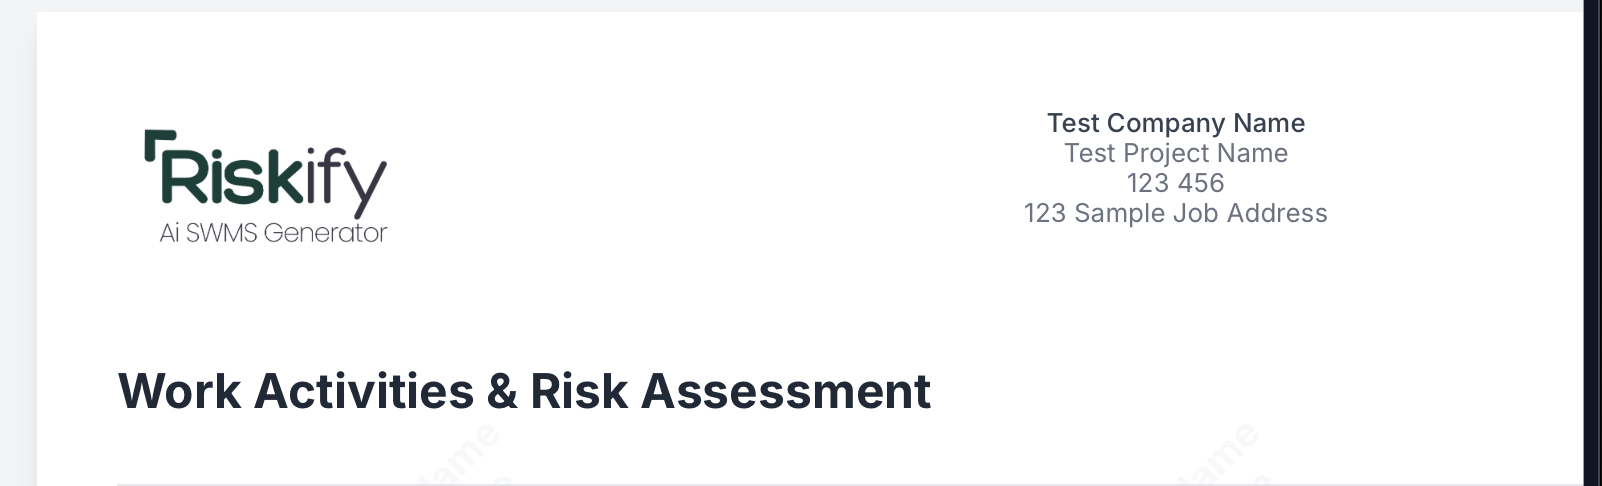 Riskify
Ai SWMS Generator
Test Company Name
Test Project Name
123 456
123 Sample Job Address
Work Activities & Risk Assessment